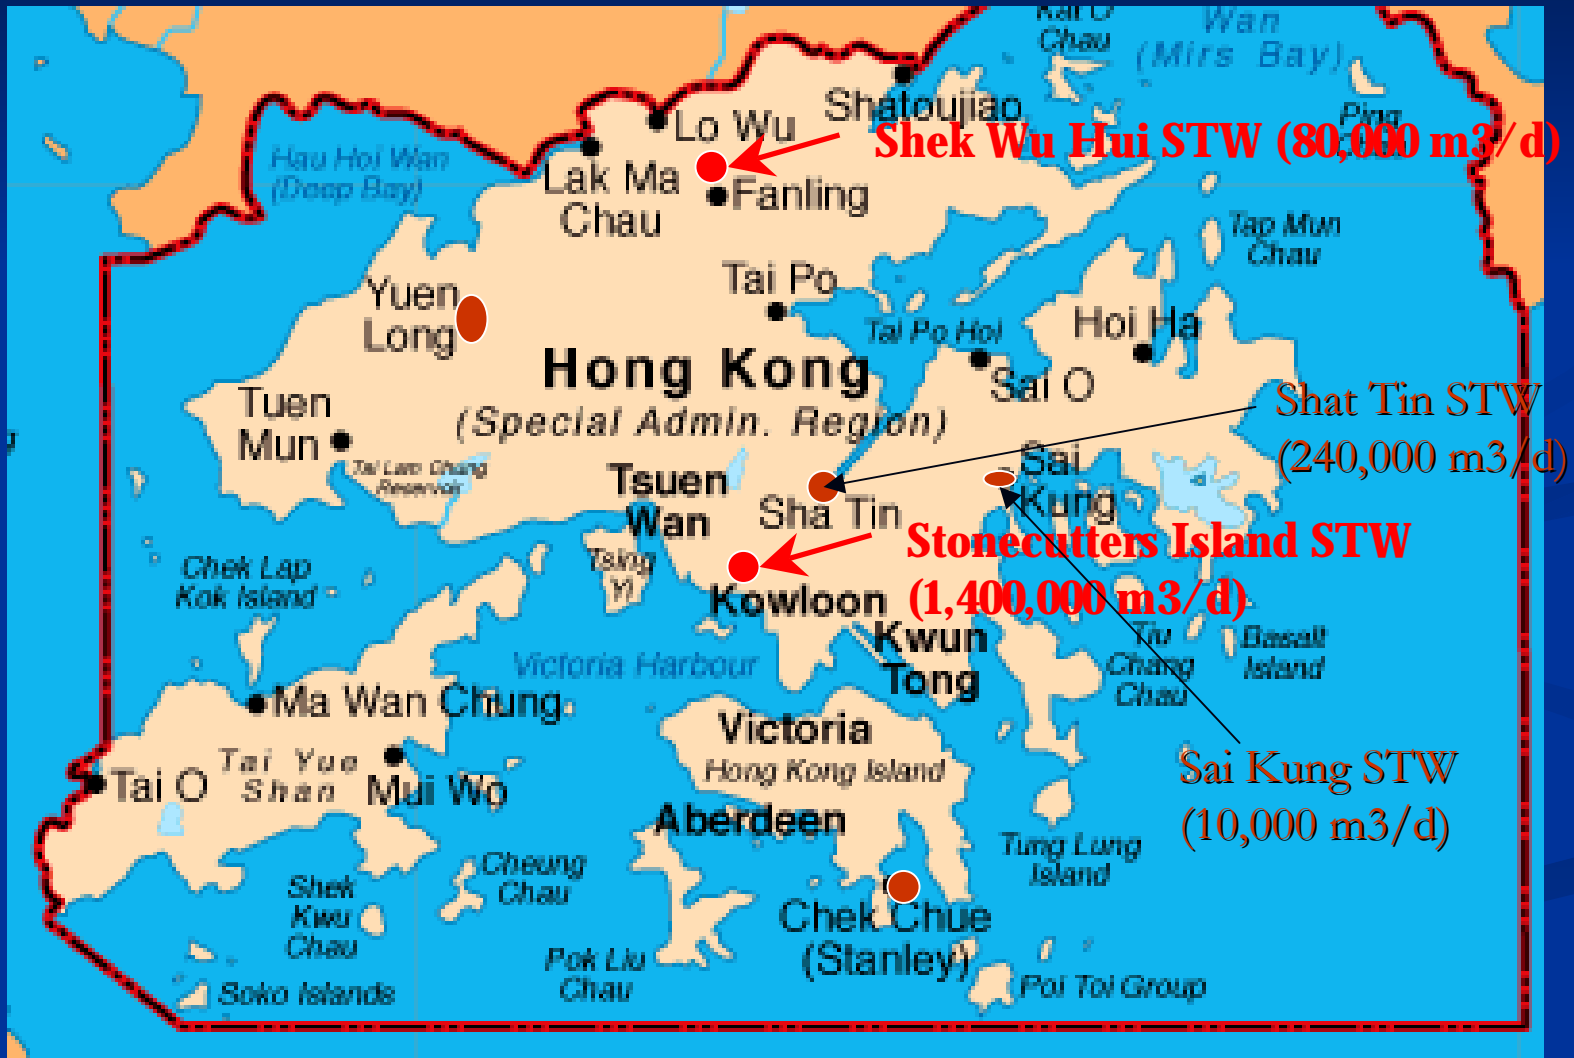 Kat O
Chau
Wan
(Mirs Bay)
Ping
Shatoujiao
Lo Wu
Shek Wu Hui STW (80,000 m3/d)
Hau Hoi Wan
(Deep Bay)
Lak Ma
Chau
Fanling
Tap Mun
Chau
Tai Po
Yuen
Long
Tai Po Hoi
Hoi Ha
Hong Kong
(Special Admin. Region)
Sai O
Shat Tin STW
(240,000 m3/d)
Tuen
Mun
Tai Lam Chung
Reservoir
Tsuen
Wan
Sha Tin
Sai
Kung
Stonecutters Island STW
(1,400,000 m3/d)
Tsing
Yi
Chek Lap
Kok Island
Kowloon
Kwun
Tong
Tiu
Chang
Chau
Basalt
Island
Victoria Harbour
Ma Wan Chung
Victoria
Hong Kong Island
Tai Yue
Shan
Tai O
Mui Wo
Sai Kung STW
(10,000 m3/d)
Aberdeen
Tung Lung
Island
Cheung
Chau
Shek
Kwu
Chau
Chek Chue
(Stanley)
Pok Liu
Chau
Soko Islands
Poi Toi Group